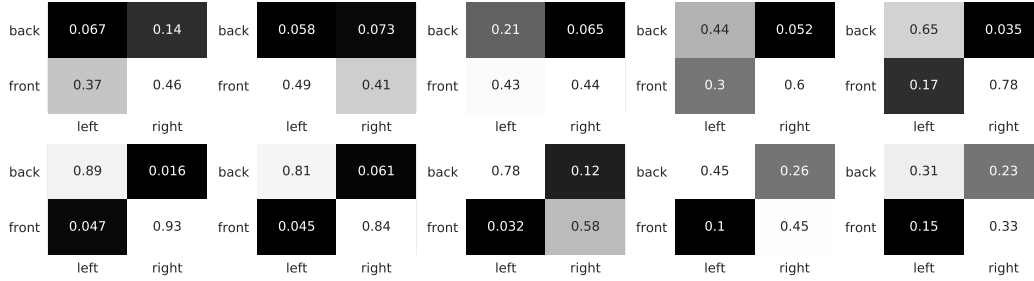 back 0.067 0.14 back 0.058 0.073 back 0.21 0.065 back 0.44 0.052 back 0.65 0.035
front 0.37 0.46 front 0.49 0.41 front 0.43 0.44 front 0.3 0.6 front 0.17 0.78
left right left right left right left right left right
back 0.89 0.016 back 0.81 0.061 back 0.78 0.12 back 0.45 0.26 back 0.31 0.23
front 0.047 0.93 front 0.045 0.84 front 0.032 0.58 front 0.1 0.45 front 0.15 0.33
left right left right left right left right left right